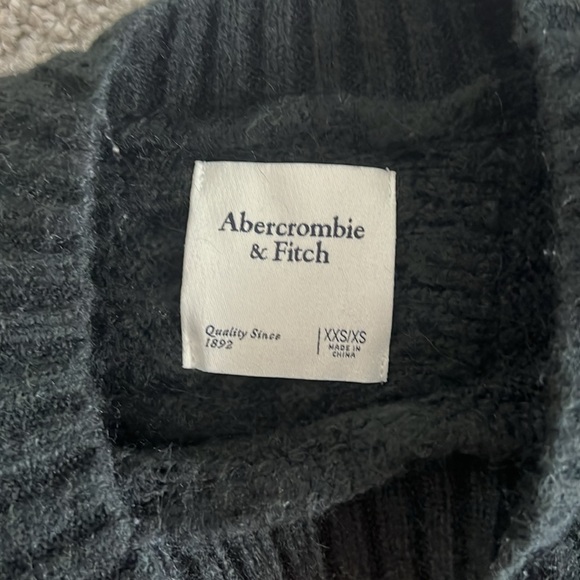 Abercrombie
& Fitch
Quality Since
1892
XXS/XS
MADE IN
CHINA